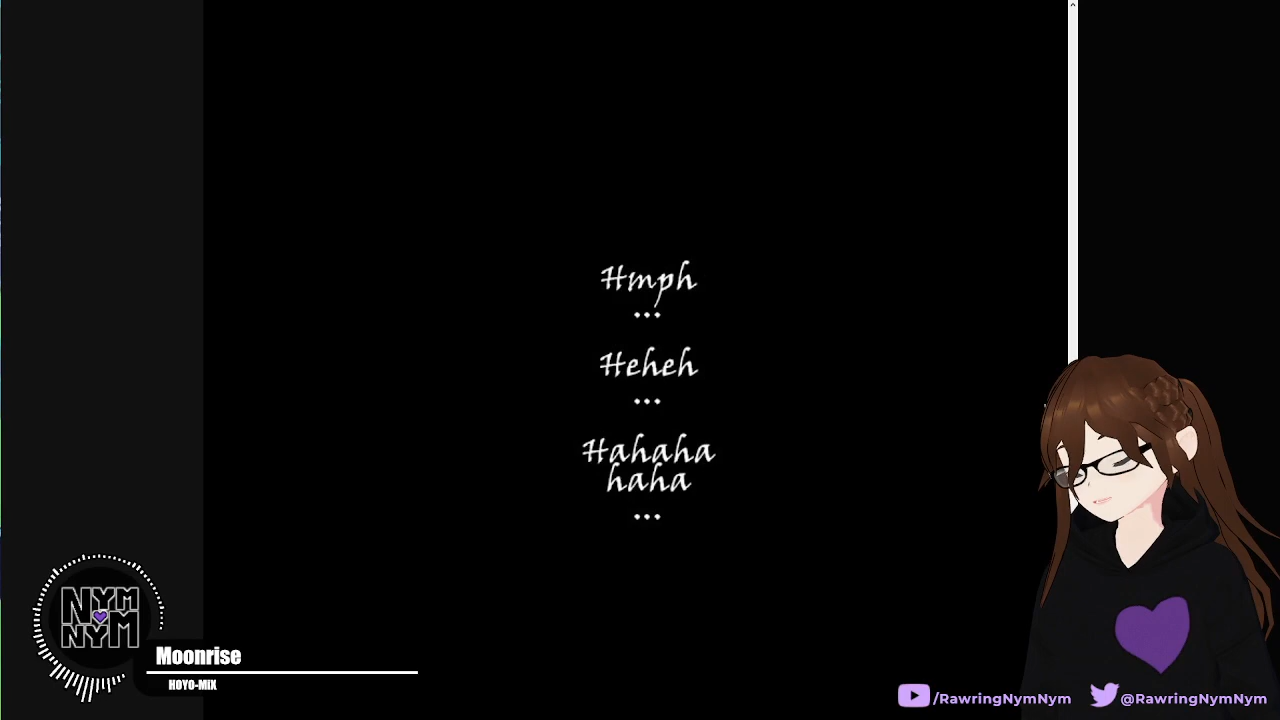 Hmph
...
Heheh
...
Hahaha
haha
...
NYM
NYM
Moonrise
HOYO-MIX
/RawringNymNym
@RawringNymNym